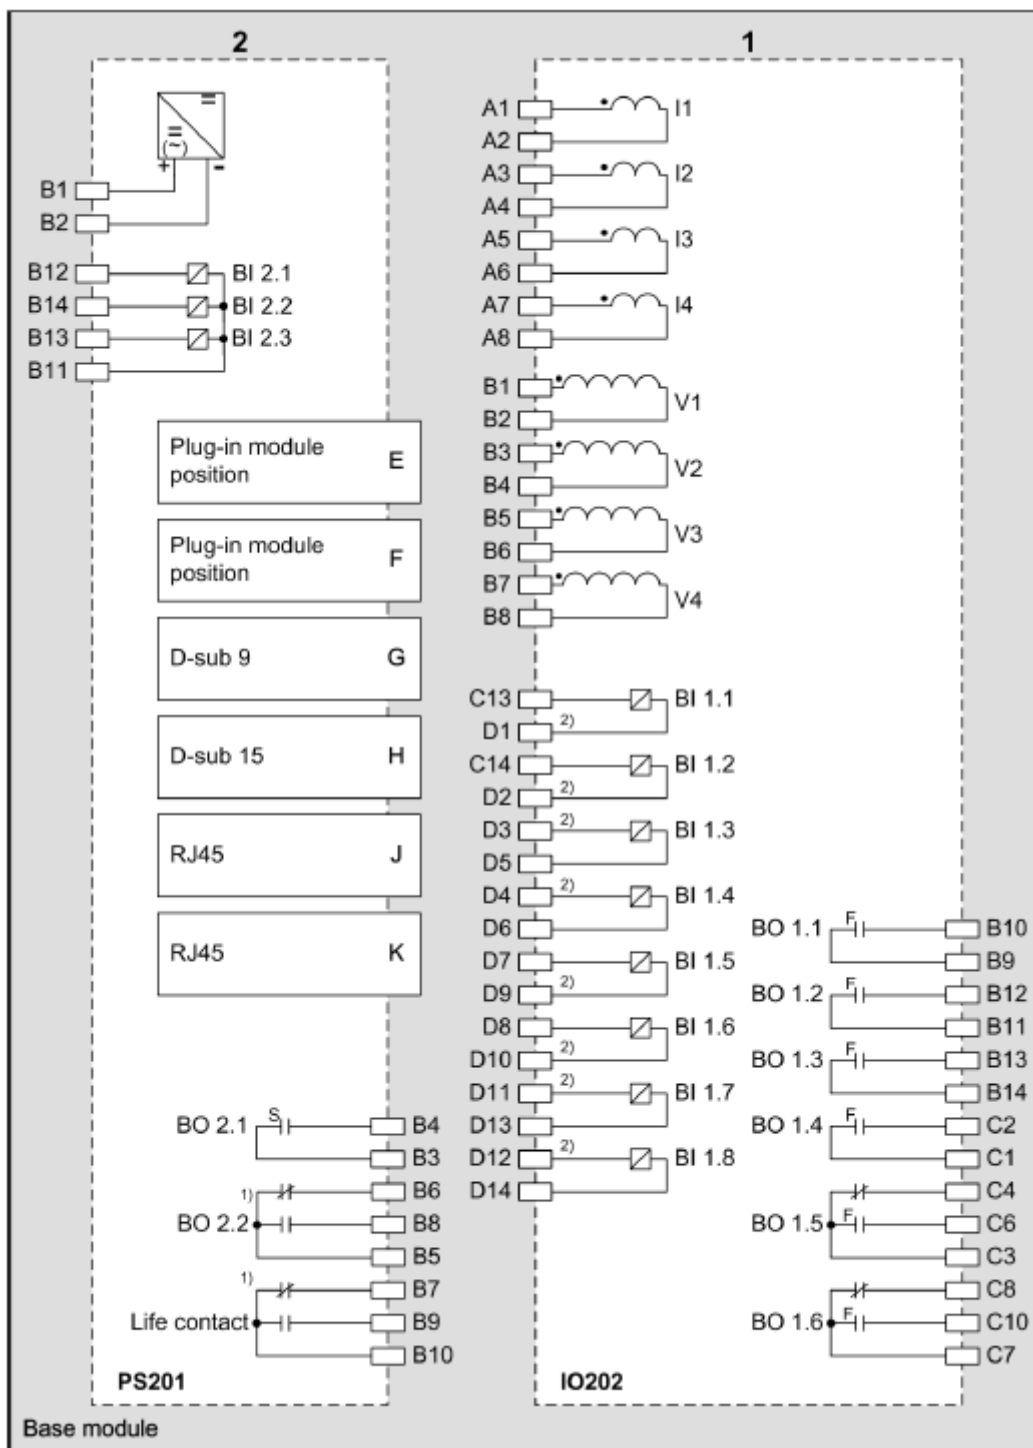 2
1
=
=
(~)
+ -
B1
B2
B12 BI 2.1
B14 BI 2.2
B13 BI 2.3
B11
Plug-in module
position E
Plug-in module
position F
D-sub 9 G
D-sub 15 H
RJ45 J
RJ45 K
BO 2.1 S B4
B3
1) B6
BO 2.2 B8
B5
1) B7
Life contact B9
B10
PS201
A1 I1
A2
A3 I2
A4
A5 I3
A6
A7 I4
A8
B1 V1
B2
B3 V2
B4
B5 V3
B6
B7 V4
B8
C13 BI 1.1
D1 2)
C14 BI 1.2
D2 2)
D3 2) BI 1.3
D5
D4 2) BI 1.4
D6
D7 BI 1.5
D9 2)
D8 BI 1.6
D10 2)
D11 2) BI 1.7
D13
D12 2) BI 1.8
D14
BO 1.1 F B10
B9
BO 1.2 F B12
B11
BO 1.3 F B13
B14
BO 1.4 F C2
C1
C4
BO 1.5 F C6
C3
C8
BO 1.6 F C10
C7
IO202
Base module